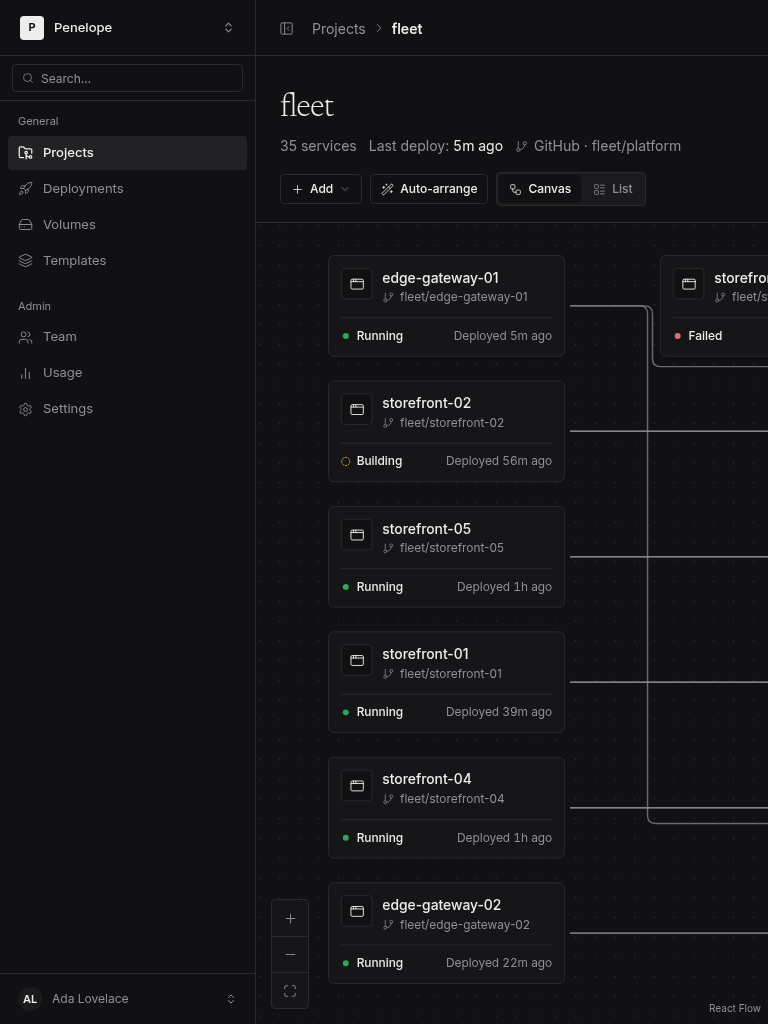 P Penelope
Search...
General
Projects
Deployments
Volumes
Templates
Admin
Team
Usage
Settings
AL Ada Lovelace
Projects > fleet
fleet
35 services Last deploy: 5m ago GitHub · fleet/platform
Add Auto-arrange Canvas List
edge-gateway-01
fleet/edge-gateway-01
Running Deployed 5m ago
Failed
storefront-02
fleet/storefront-02
Building Deployed 56m ago
storefront-05
fleet/storefront-05
Running Deployed 1h ago
storefront-01
fleet/storefront-01
Running Deployed 39m ago
storefront-04
fleet/storefront-04
Running Deployed 1h ago
edge-gateway-02
fleet/edge-gateway-02
Running Deployed 22m ago
React Flow